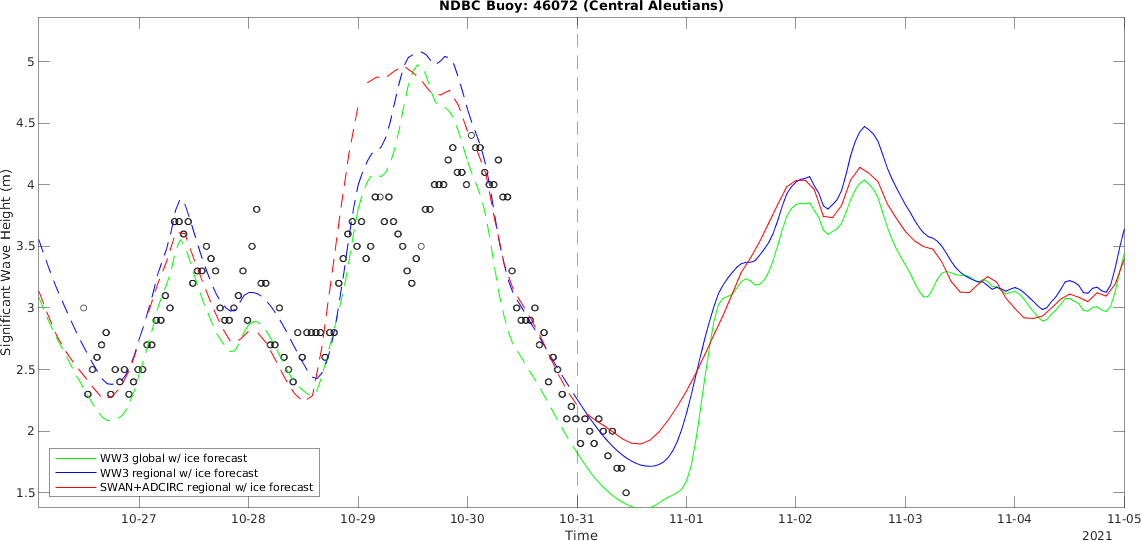 NDBC Buoy: 46072 (Central Aleutians)
Significant Wave Height (m)
5
4.5
4
3.5
3
2.5
2
1.5
WW3 global w/ ice forecast
WW3 regional w/ ice forecast
SWAN+ADCIRC regional w/ ice forecast
10-27 10-28 10-29 10-30 10-31 11-01 11-02 11-03 11-04 11-05
Time
2021